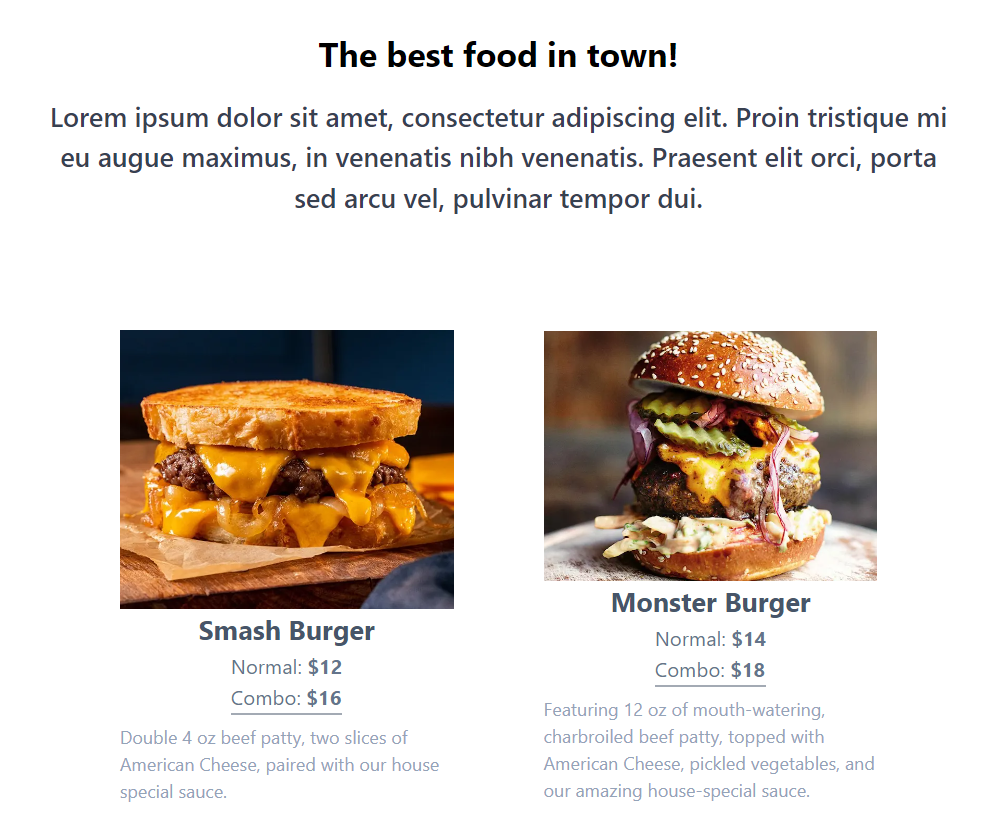 The best food in town!
Lorem ipsum dolor sit amet, consectetur adipiscing elit. Proin tristique mi
eu augue maximus, in venenatis nibh venenatis. Praesent elit orci, porta
sed arcu vel, pulvinar tempor dui.
Smash Burger
Normal: $12
Combo: $16
Double 4 oz beef patty, two slices of
American Cheese, paired with our house
special sauce.
Monster Burger
Normal: $14
Combo: $18
Featuring 12 oz of mouth-watering,
charbroiled beef patty, topped with
American Cheese, pickled vegetables, and
our amazing house-special sauce.